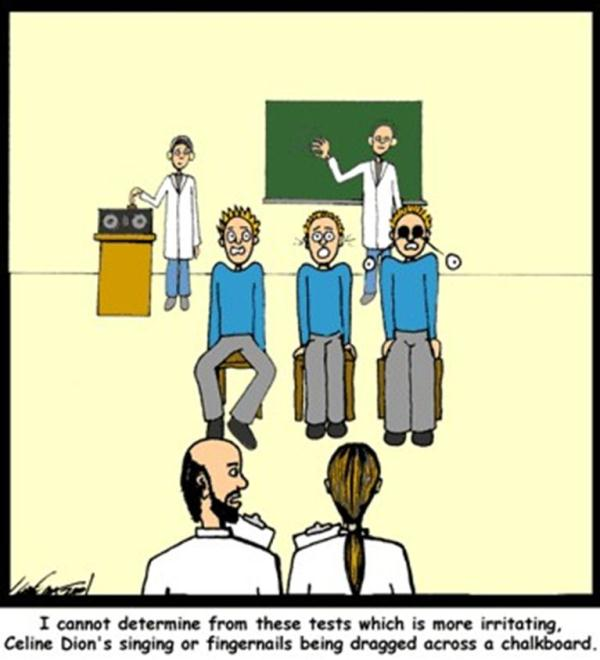 I cannot determine from these tests which is more irritating,
Celine Dion's singing or fingernails being dragged across a chalkboard.